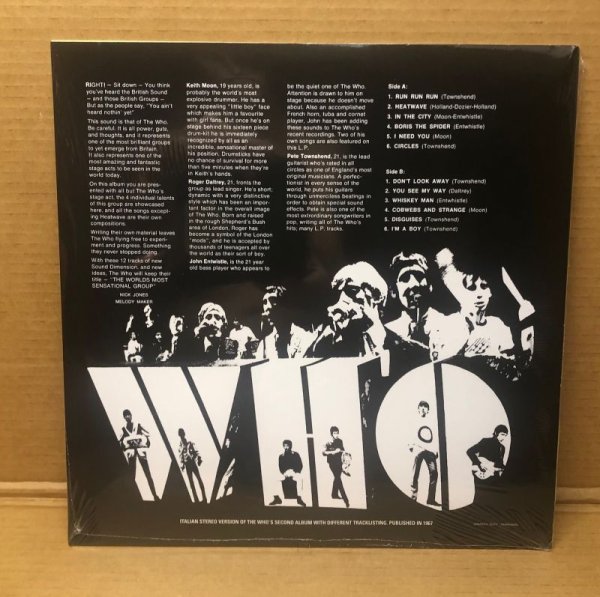 RIGHT! — Sit down — You think
you've heard the British Sound
— and those British Groups —
But as the people say, "You ain't
heard nothin' yet"
This sound is that of The Who.
Be careful. It is all power, guts,
and thoughts, and it represents
one of the most brilliant groups
to yet emerge from Britain.
It also represents one of the
most amazing and fantastic
stage acts to be seen in the
world today.
On this album you are pres-
ented with all but The Who's
stage act, the 4 individual talents
of this group are showcased
here, and all the songs except-
ing Heatwave are their own
compositions.
Writing their own material leaves
The Who flying free to experi-
ment and progress. Something
they never stopped doing.
With these 12 tracks of new
Sound Dimension, and new
Ideas, The Who will keep their
title — "THE WORLDS MOST
SENSATIONAL GROUP"
NICK JONES
MELODY MAKER
Keith Moon, 19 years old, is
probably the world's most
explosive drummer. He has a
very appealing "little boy" face
which makes him a favourite
with girl fans. But once he's on
stage behind his sixteen piece
drum-kit he is immediately
recognized by all as an
incredible, sensational master of
his position. Drumsticks have
no chance of survival for more
than five minutes when they're
in Keith's hands.
Roger Daltrey, 21, fronts the
group as lead singer. He's short;
dynamic with a very distinctive
style which has been an impor-
tant factor in the overall image
of The Who. Born and raised
in the rough Shepherd's Bush
area of London, Roger has
become a symbol of the London
"mods", and he is accepted by
thousands of teenagers all over
the world as their sort of boy.
John Entwistle, is the 21 year
old base player who appears to
be the quiet one of The Who.
Attention is drawn to him on
stage because he doesn't
move about. Also an accomplished
French horn, tuba and cornet
player, John has been adding
these sounds to The Who's
recent recordings. Two of his
own songs are also featured on
this L.P.
Pete Townshend, 21, is the lead
guitarist who's rated in all
circles as one of England's most
original musicians. A perfec-
tionist in every sense of the
world, he puts his guitars
through unmerciless beatings in
order to obtain special sound
effects. Pete is also one of the
most extrordinary songwriters in
pop, writing all of The Who's
hits; many L.P. tracks.
Side A:
1. RUN RUN RUN (Townshend)
2. HEATWAVE (Holland-Dozier-Holland)
3. IN THE CITY (Moon-Entwhistle)
4. BORIS THE SPIDER (Entwhistle)
5. I NEED YOU (Moon)
6. CIRCLES (Townshend)
Side B:
1. DON'T LOOK AWAY (Townshend)
2. YOU SEE MY WAY (Daltrey)
3. WHISKEY MAN (Entwistle)
4. COBWEBS AND STRANGE (Moon)
5. DISGUISES (Townshend)
6. I'M A BOY (Townshend)
WHO
ITALIAN STEREO VERSION OF THE WHO'S SECOND ALBUM WITH DIFFERENT TRACKLISTING. PUBLISHED IN 1967